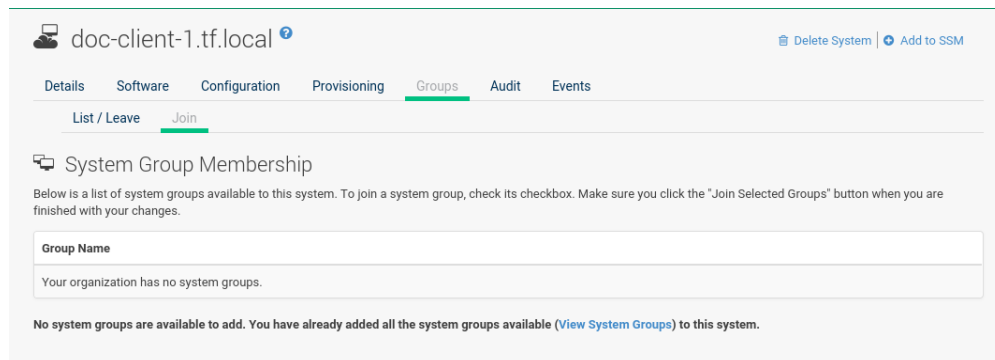 doc-client-1.tf.local ?
Delete System | Add to SSM
Details Software Configuration Provisioning Groups Audit Events
List / Leave Join
System Group Membership
Below is a list of system groups available to this system. To join a system group, check its checkbox. Make sure you click the "Join Selected Groups" button when you are
finished with your changes.
Group Name
Your organization has no system groups.
No system groups are available to add. You have already added all the system groups available (View System Groups) to this system.